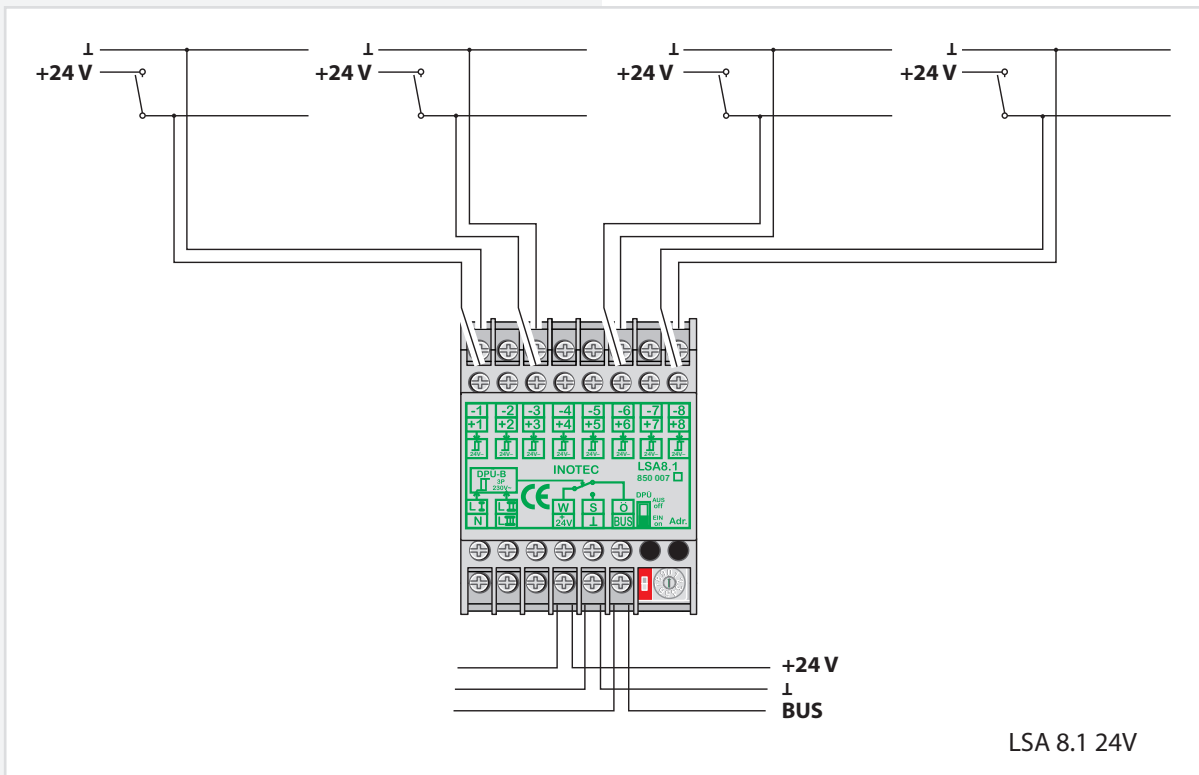 ⊥ ⊥ ⊥ ⊥
+24 V +24 V +24 V +24 V
-1 -2 -3 -4 -5 -6 -7 -8
+1 +2 +3 +4 +5 +6 +7 +8
24V~ 24V~ 24V~ 24V~ 24V~ 24V~ 24V~ 24V~
DPÜ-B INOTEC LSA8.1
3P 850 007
230V~ CE DPÜ
AUS
off
L I L II W S Ö
N L III + 24V ⊥ BUS EIN
on Adr.
+24 V
⊥
BUS
LSA 8.1 24V